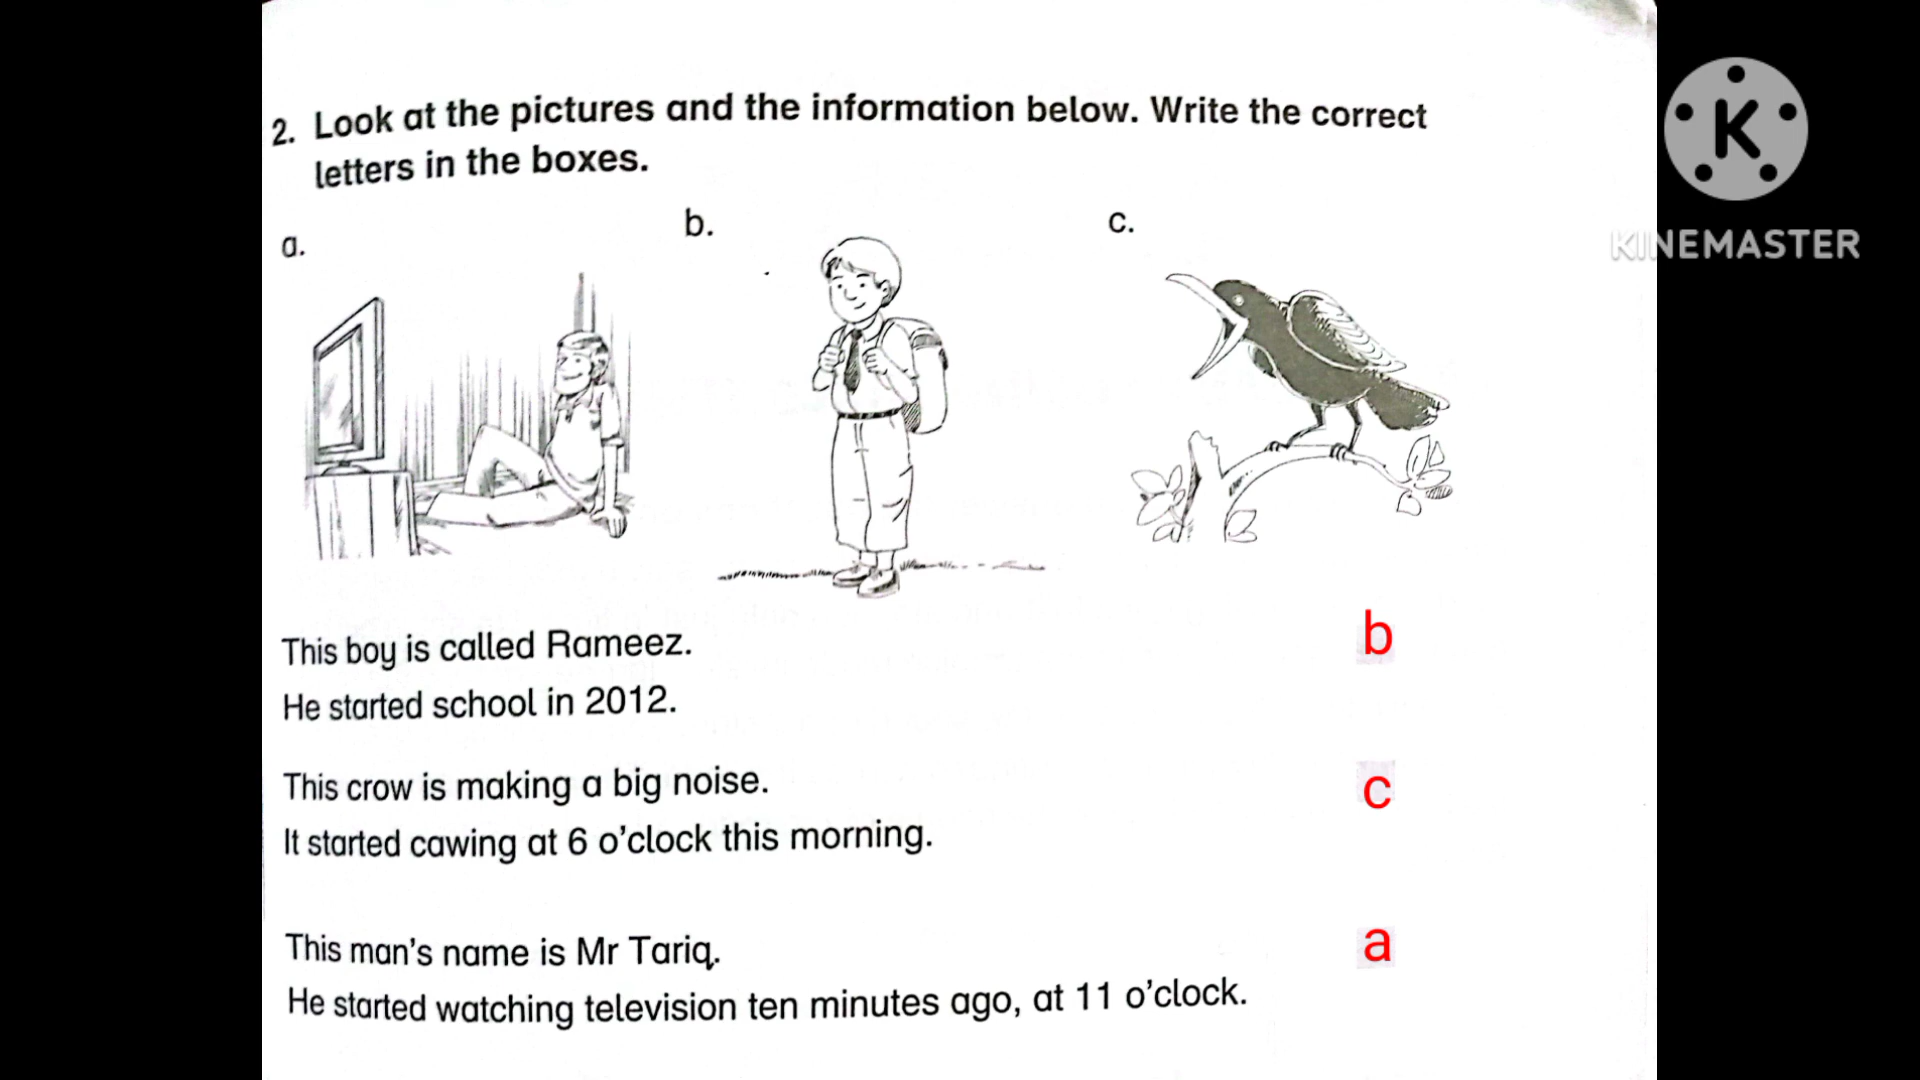 2. Look at the pictures and the information below. Write the correct
letters in the boxes.
a.
b.
c.
K
KINEMASTER
This boy is called Rameez.
b
He started school in 2012.
This crow is making a big noise.
c
It started cawing at 6 o'clock this morning.
This man's name is Mr Tariq.
a
He started watching television ten minutes ago, at 11 o'clock.